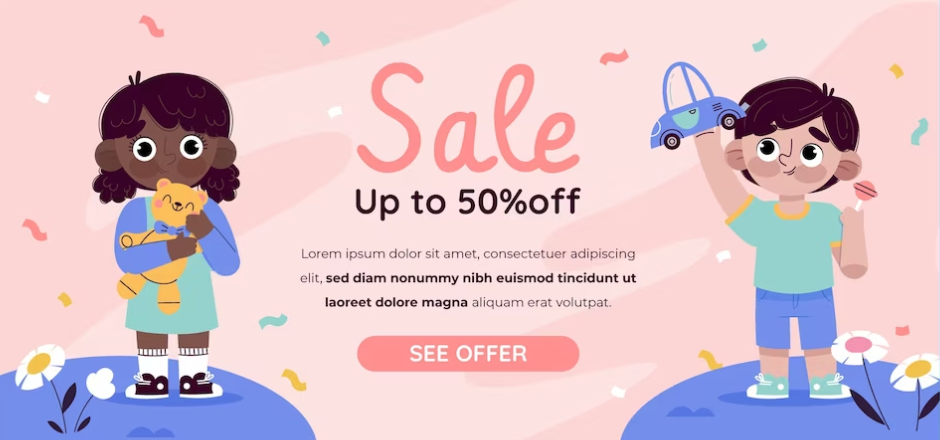 Sale
Up to 50%off
Lorem ipsum dolor sit amet, consectetuer adipiscing
elit, sed diam nonummy nibh euismod tincidunt ut
laoreet dolore magna aliquam erat volutpat.
SEE OFFER